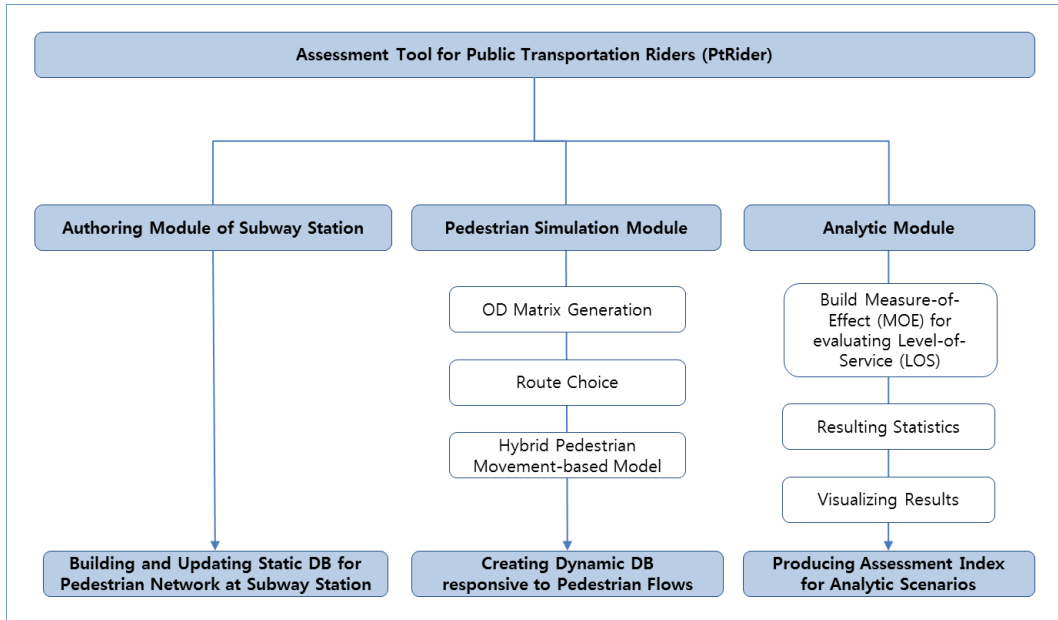 Assessment Tool for Public Transportation Riders (PtRider)
Authoring Module of Subway Station
Pedestrian Simulation Module
Analytic Module
OD Matrix Generation
Route Choice
Hybrid Pedestrian
Movement-based Model
Build Measure-of-
Effect (MOE) for
evaluating Level-of-
Service (LOS)
Resulting Statistics
Visualizing Results
Building and Updating Static DB for
Pedestrian Network at Subway Station
Creating Dynamic DB
responsive to Pedestrian Flows
Producing Assessment Index
for Analytic Scenarios